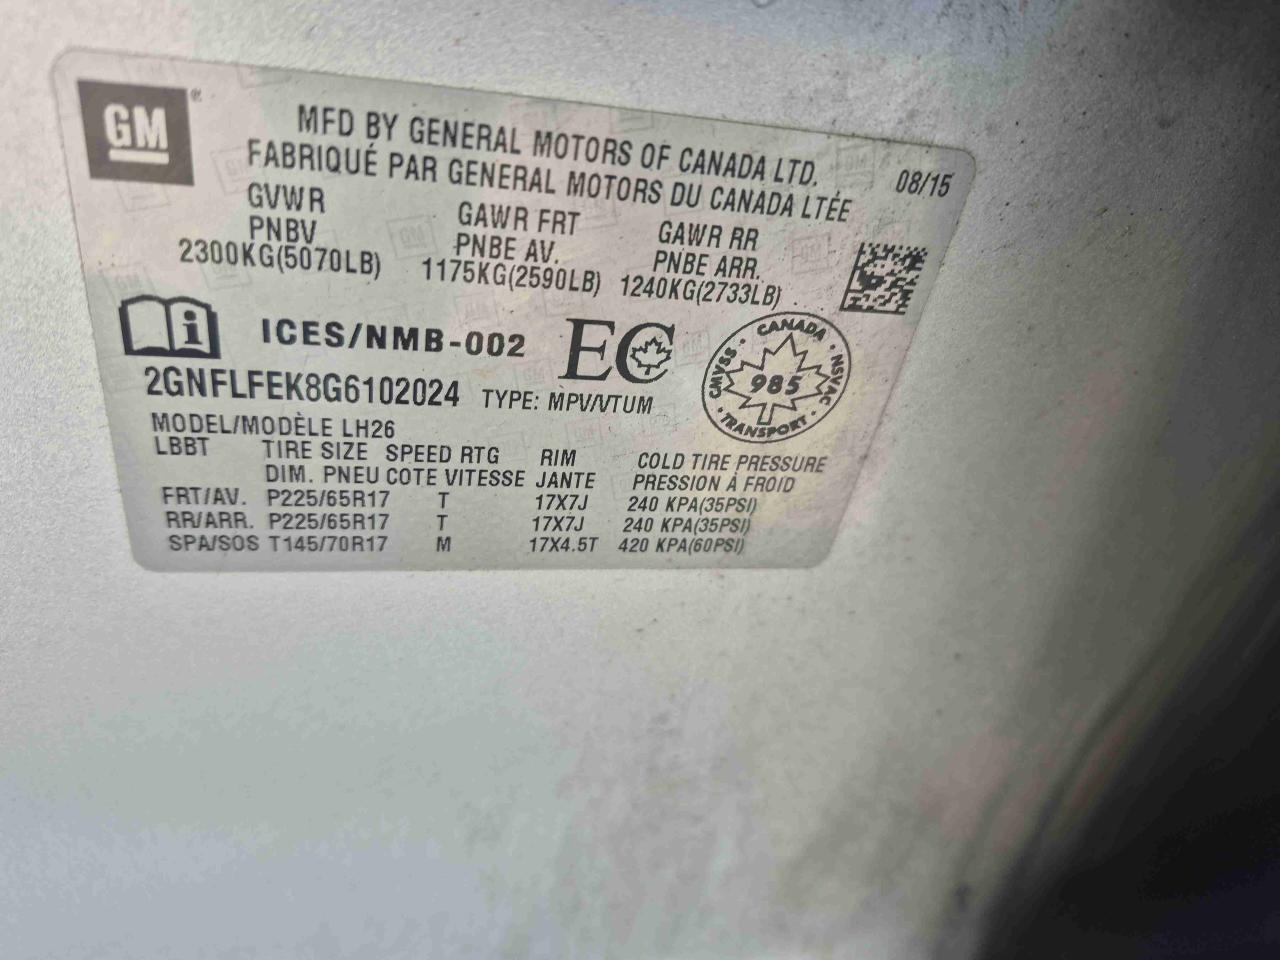 GM®
MFD BY GENERAL MOTORS OF CANADA LTD.
FABRIQUÉ PAR GENERAL MOTORS DU CANADA LTÉE
08/15
GVWR GAWR FRT GAWR RR
PNBV PNBE AV. PNBE ARR.
2300KG(5070LB) 1175KG(2590LB) 1240KG(2733LB)
i ICES/NMB-002 EC
CANADA · NSVAC · TRANSPORT · CMVSS ·
985
2GNFLFEK8G6102024 TYPE: MPV/VTUM
MODEL/MODÈLE LH26
LBBT TIRE SIZE SPEED RTG RIM COLD TIRE PRESSURE
DIM. PNEU COTE VITESSE JANTE PRESSION À FROID
FRT/AV. P225/65R17 T 17X7J 240 KPA(35PSI)
RR/ARR. P225/65R17 T 17X7J 240 KPA(35PSI)
SPA/SOS T145/70R17 M 17X4.5T 420 KPA(60PSI)